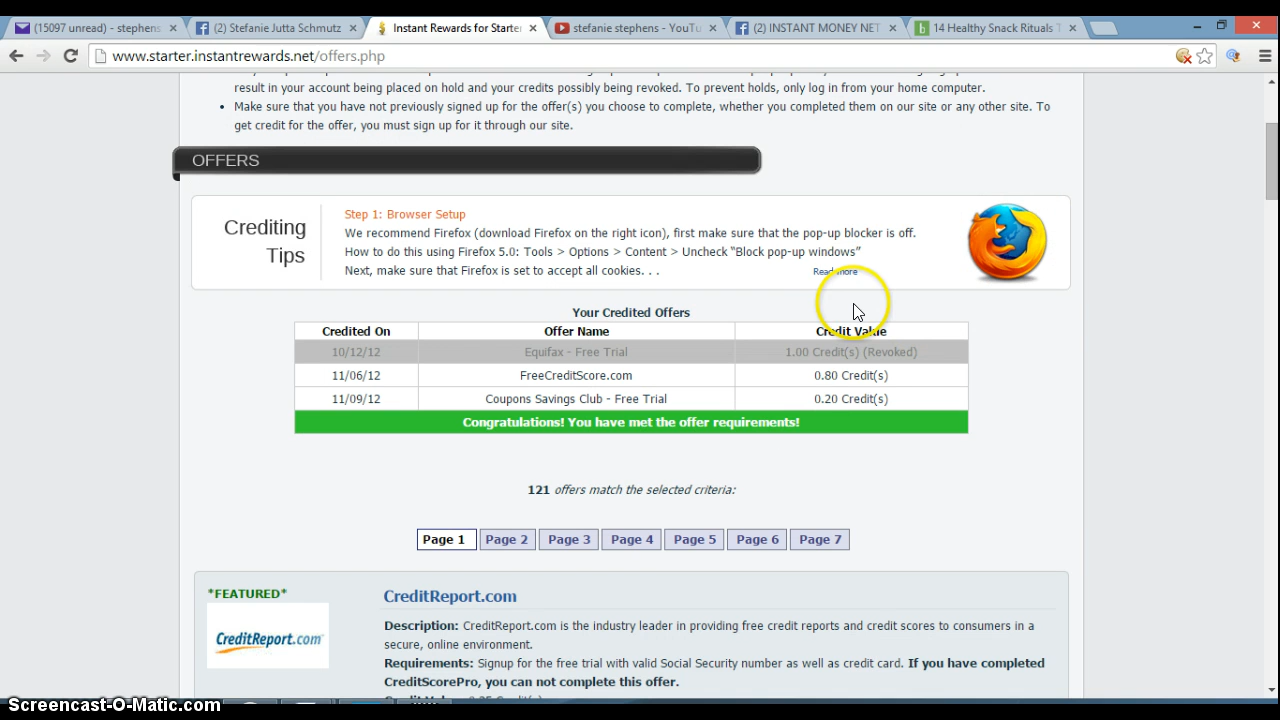 (15097 unread) - stephens
(2) Stefanie Jutta Schmutz
Instant Rewards for Starte
stefanie stephens - YouTu
(2) INSTANT MONEY NET
14 Healthy Snack Rituals T
www.starter.instantrewards.net/offers.php
result in your account being placed on hold and your credits possibly being revoked. To prevent holds, only log in from your home computer.
• Make sure that you have not previously signed up for the offer(s) you choose to complete, whether you completed them on our site or any other site. To
get credit for the offer, you must sign up for it through our site.
OFFERS
Crediting
Tips
Step 1: Browser Setup
We recommend Firefox (download Firefox on the right icon), first make sure that the pop-up blocker is off.
How to do this using Firefox 5.0: Tools > Options > Content > Uncheck “Block pop-up windows”
Next, make sure that Firefox is set to accept all cookies. . .
Read more
Your Credited Offers
Credited On Offer Name Credit Value
10/12/12 Equifax - Free Trial 1.00 Credit(s) (Revoked)
11/06/12 FreeCreditScore.com 0.80 Credit(s)
11/09/12 Coupons Savings Club - Free Trial 0.20 Credit(s)
Congratulations! You have met the offer requirements!
121 offers match the selected criteria:
Page 1 Page 2 Page 3 Page 4 Page 5 Page 6 Page 7
*FEATURED*
CreditReport.com
CreditReport.com
Description: CreditReport.com is the industry leader in providing free credit reports and credit scores to consumers in a
secure, online environment.
Requirements: Signup for the free trial with valid Social Security number as well as credit card. If you have completed
CreditScorePro, you can not complete this offer.
Screencast-O-Matic.com